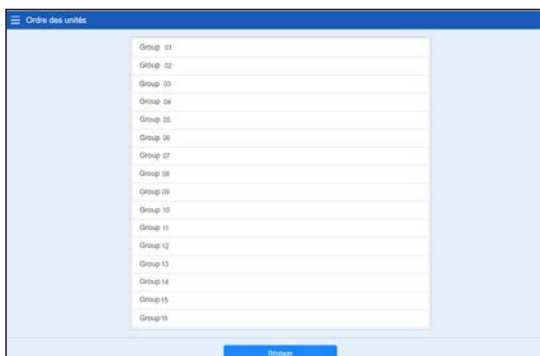 Ordre des unités
Group 01
Group 02
Group 03
Group 04
Group 05
Group 06
Group 07
Group 08
Group 09
Group 10
Group 11
Group 12
Group 13
Group 14
Group 15
Group 16
Réglage